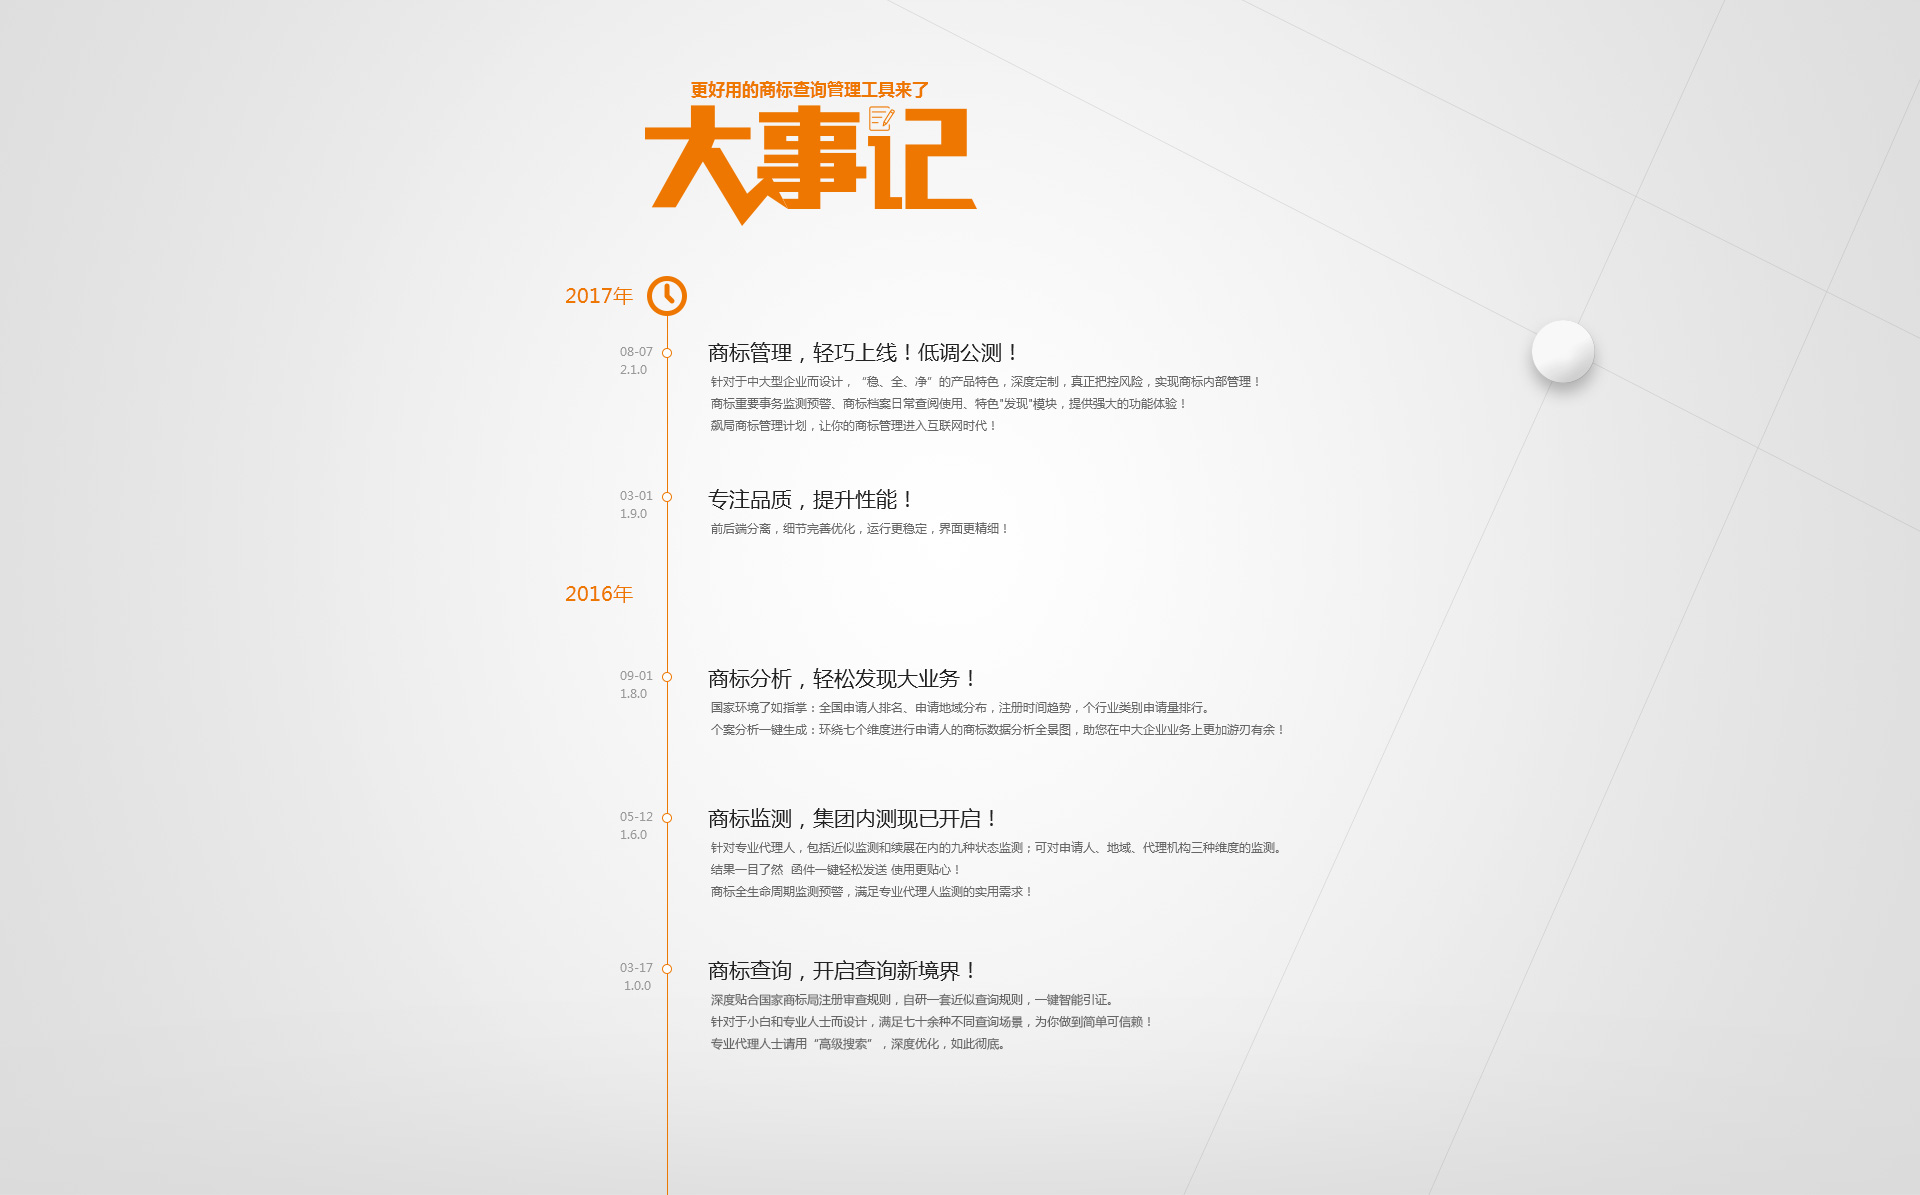 更好用的商标查询管理工具来了
大事记
2017年
08-07
2.1.0
商标管理，轻巧上线！低调公测！
针对于中大型企业而设计，“稳、全、净”的产品特色，深度定制，真正把控风险，实现商标内部管理！
商标重要事务监测预警、商标档案日常查阅使用、特色"发现"模块，提供强大的功能体验！
飙局商标管理计划，让你的商标管理进入互联网时代！
03-01
1.9.0
专注品质，提升性能！
前后端分离，细节完善优化，运行更稳定，界面更精细！
2016年
09-01
1.8.0
商标分析，轻松发现大业务！
国家环境了如指掌：全国申请人排名、申请地域分布，注册时间趋势，个行业类别申请量排行。
个案分析一键生成：环绕七个维度进行申请人的商标数据分析全景图，助您在中大企业业务上更加游刃有余！
05-12
1.6.0
商标监测，集团内测现已开启！
针对专业代理人，包括近似监测和续展在内的九种状态监测；可对申请人、地域、代理机构三种维度的监测。
结果一目了然 函件一键轻松发送 使用更贴心！
商标全生命周期监测预警，满足专业代理人监测的实用需求！
03-17
1.0.0
商标查询，开启查询新境界！
深度贴合国家商标局注册审查规则，自研一套近似查询规则，一键智能引证。
针对于小白和专业人士而设计，满足七十余种不同查询场景，为你做到简单可信赖！
专业代理人士请用“高级搜索”，深度优化，如此彻底。